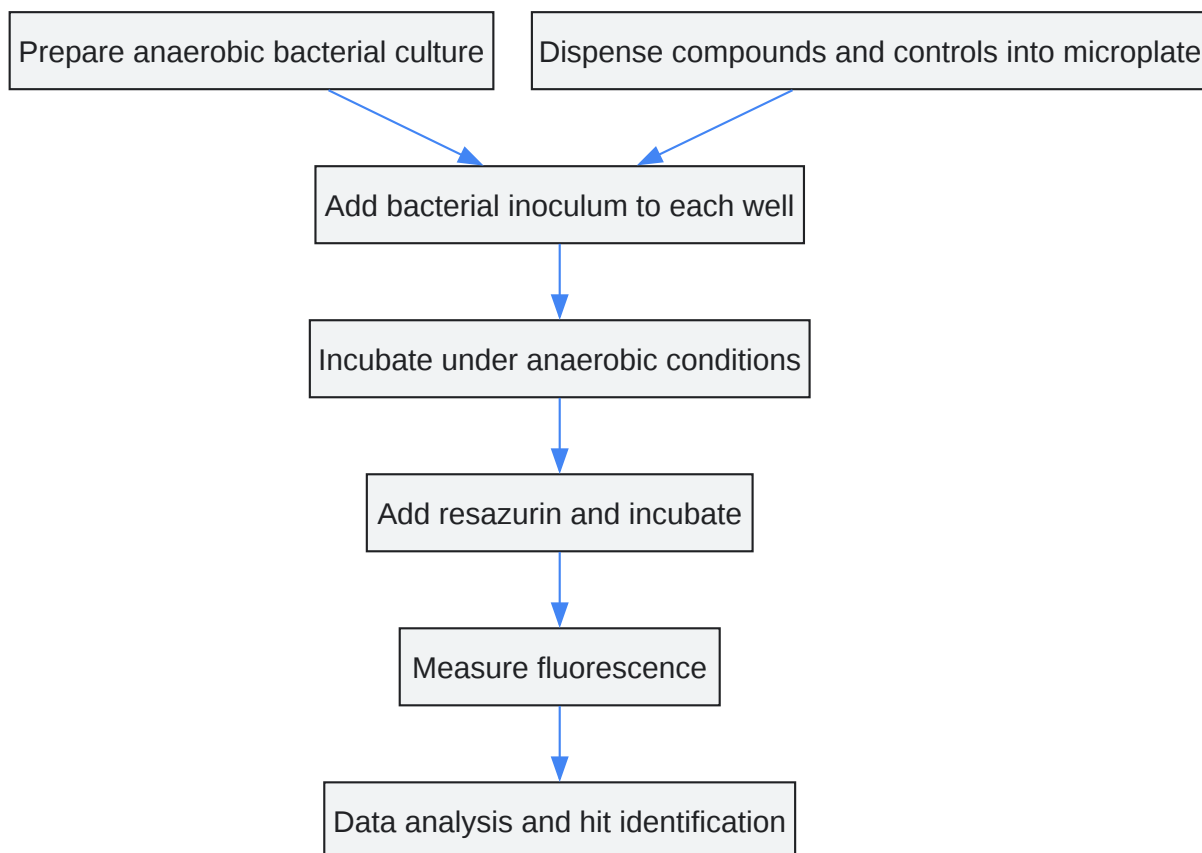 Prepare anaerobic bacterial culture
Dispense compounds and controls into microplate
Add bacterial inoculum to each well
Incubate under anaerobic conditions
Add resazurin and incubate
Measure fluorescence
Data analysis and hit identification